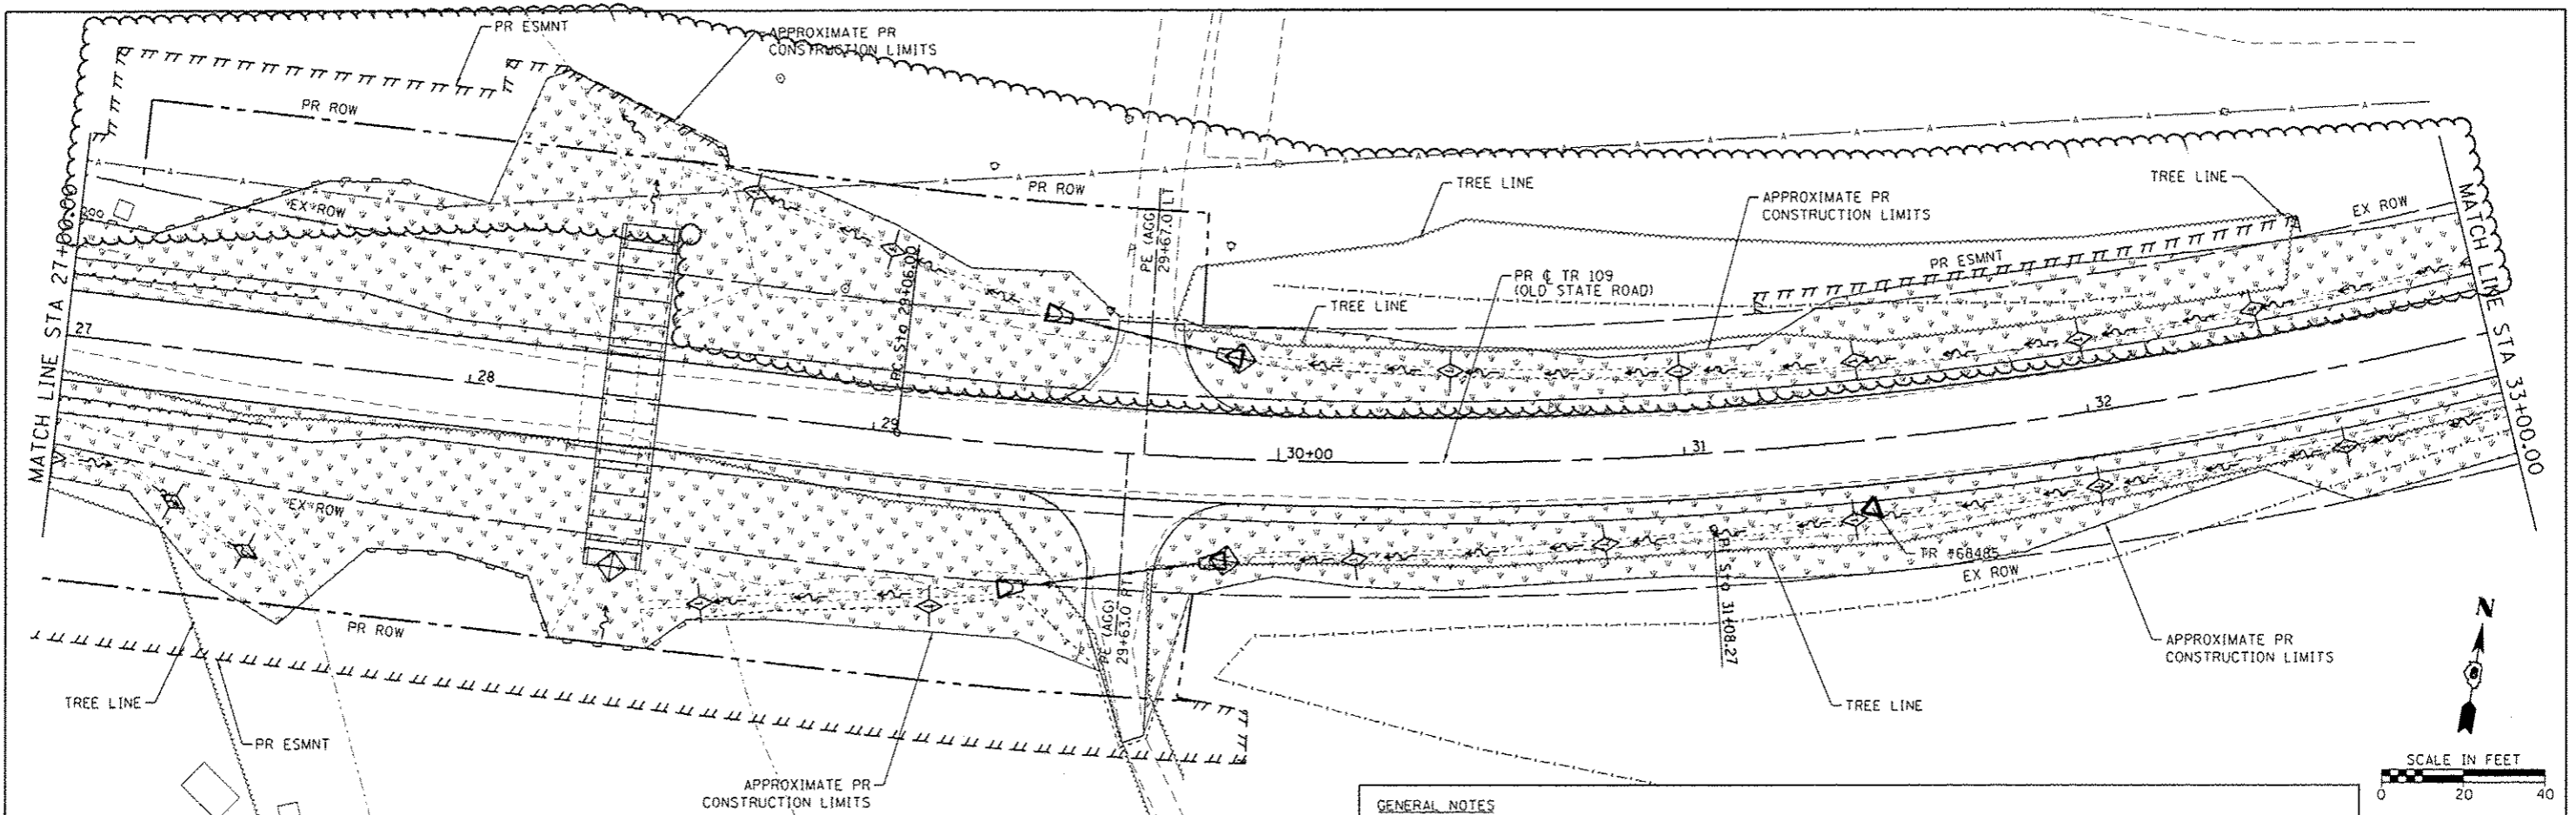 PR ESMNT
APPROXIMATE PR
CONSTRUCTION LIMITS
PR ROW
PR ROW
EX ROW
TREE LINE
APPROXIMATE PR
CONSTRUCTION LIMITS
TREE LINE
EX ROW
MATCH LINE STA 27+00.00
PE (AGG)
29+67.0 LT
PR ESMNT
MATCH LINE STA 33+00.00
PC Sta 29+06.00
TREE LINE
PR ℄ TR 109
(OLD STATE ROAD)
27
28
29
30+00
31
32
EX ROW
PE (AGG)
29+63.0 RT
PI Sta 31+08.27
TR #68485
EX ROW
PR ROW
TREE LINE
PR ESMNT
APPROXIMATE PR
CONSTRUCTION LIMITS
TREE LINE
APPROXIMATE PR
CONSTRUCTION LIMITS
N
SCALE IN FEET
0 20 40
GENERAL NOTES